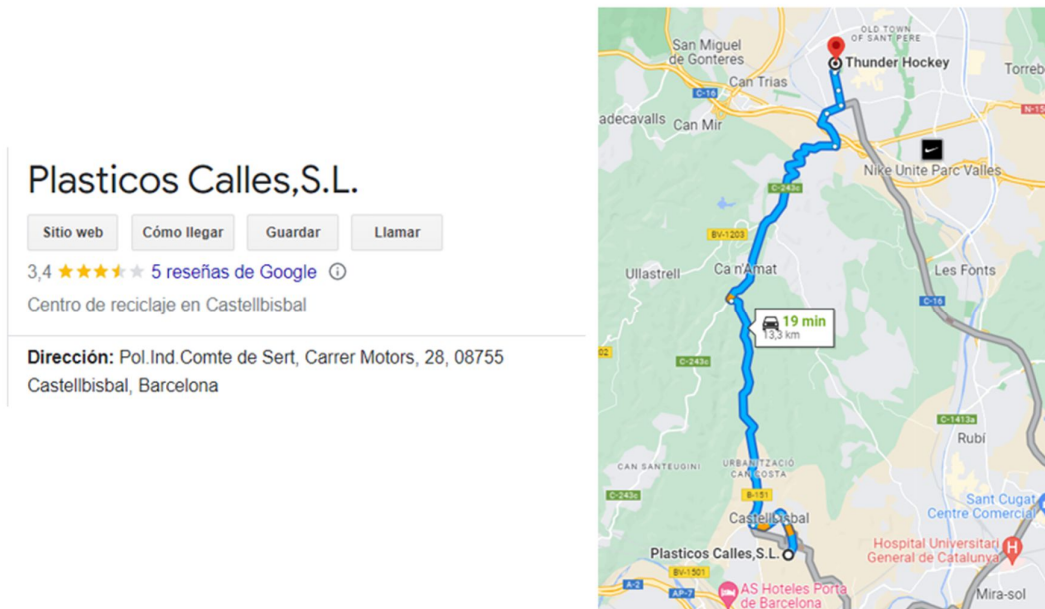 Plasticos Calles,S.L.
Sitio web
Cómo llegar
Guardar
Llamar
3,4
5 reseñas de Google
Centro de reciclaje en Castellbisbal
Dirección: Pol.Ind.Comte de Sert, Carrer Motors, 28, 08755
Castellbisbal, Barcelona
OLD TOWN
OF SANT PERE
San Miguel
de Gonteres
Thunder Hockey
Can Trias
Torreb
C-16
N-15
adecavalls
Can Mir
Nike Unite Parc Valles
C-243c
BV-1203
Ullastrell
Ca n'Amat
Les Fonts
C-16
19 min
13,3 km
02
C-243c
C-1413a
Rubí
CAN SANTEUGINI
URBANITZACIÓ
CAN COSTA
C-243c
B-151
Sant Cugat
Centre Comercial
Castellbisbal
Hospital Universitari
General de Catalunya
H
Plasticos Calles,S.L.
BV-1501
A-2
AP-7
AS Hoteles Porta
de Barcelona
Mira-sol